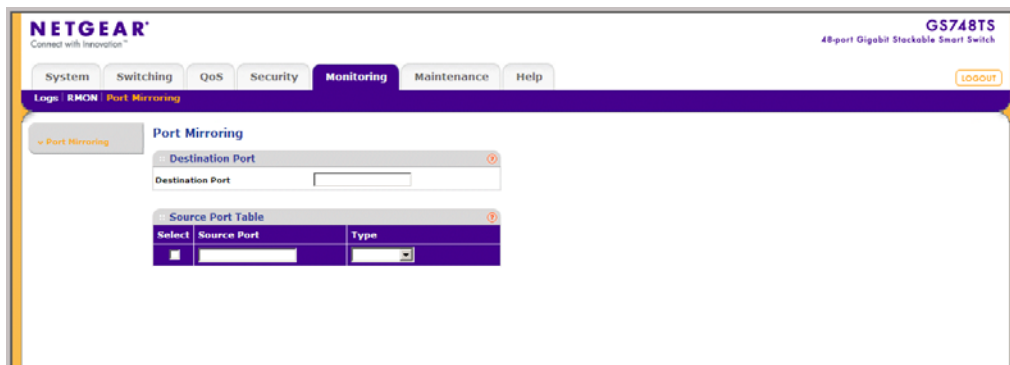 NETGEAR
Connect with Innovation™
GS748TS
48-port Gigabit Stackable Smart Switch
System Switching QoS Security Monitoring Maintenance Help
LOGOUT
Logs RMON Port Mirroring
Port Mirroring
Port Mirroring
Destination Port
Destination Port
Source Port Table
Select Source Port Type